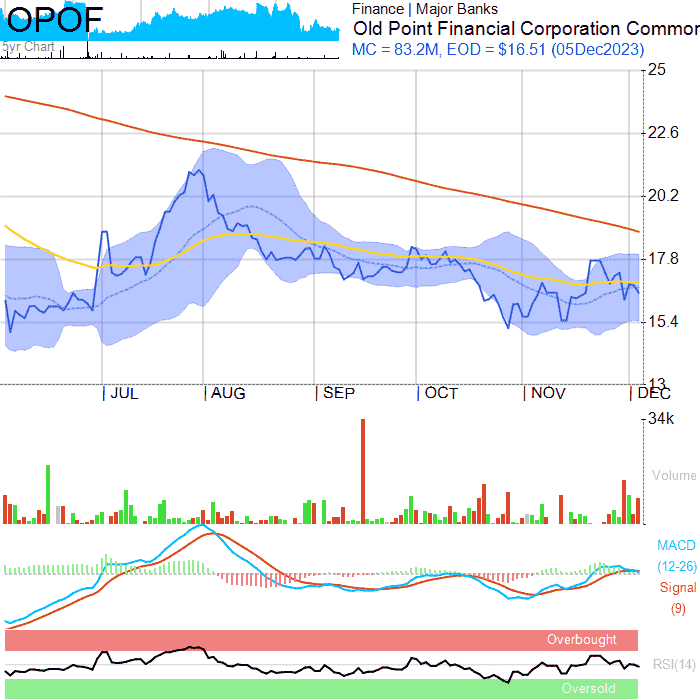 OPOF
5yr Chart
Finance | Major Banks
Old Point Financial Corporation Common
MC = 83.2M, EOD = $16.51 (05Dec2023)
25
22.6
20.2
17.8
15.4
13
| JUL
| AUG
| SEP
| OCT
| NOV
| DEC
34k
Volume
MACD
(12-26)
Signal
(9)
Overbought
RSI(14)
Oversold